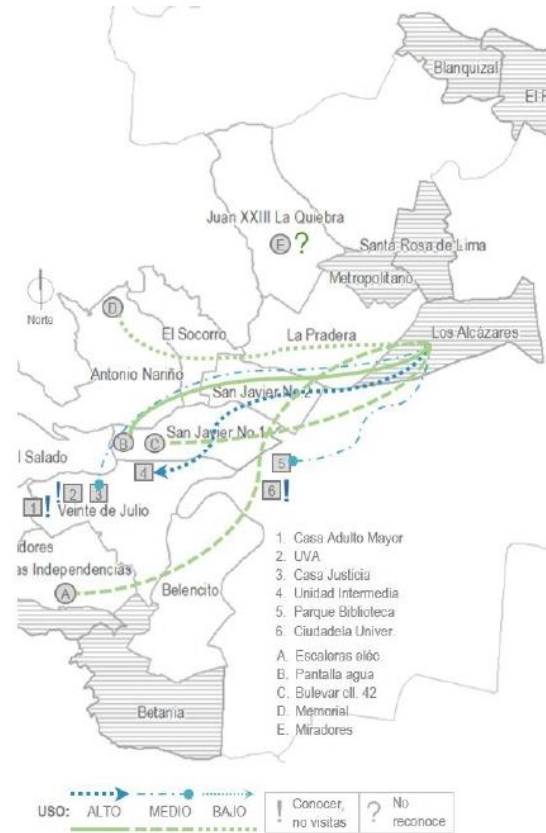 Blanquizal
Juan XXIII La Quiebra
E ?
Santa Rosa de Lima
Metropolitano
Norte
D
El Socorro
La Pradera
Los Alcázares
Antonio Nariño
San Javier No 2
B
C
San Javier No 1
l Salado
4
5
1 !
2
!
3
6 !
Veinte de Julio
adores
as Independencias
A
Belencito
Betania
1. Casa Adulto Mayor
2. UVA
3. Casa Justicia
4. Unidad Intermedia
5. Parque Biblioteca
6. Ciudadela Univer.
A. Escaleras eléc.
B. Pantalla agua
C. Bulevar cll. 42
D. Memorial
E. Miradores
USO: ALTO MEDIO BAJO
! Conocer,
no visitas
? No
reconoce